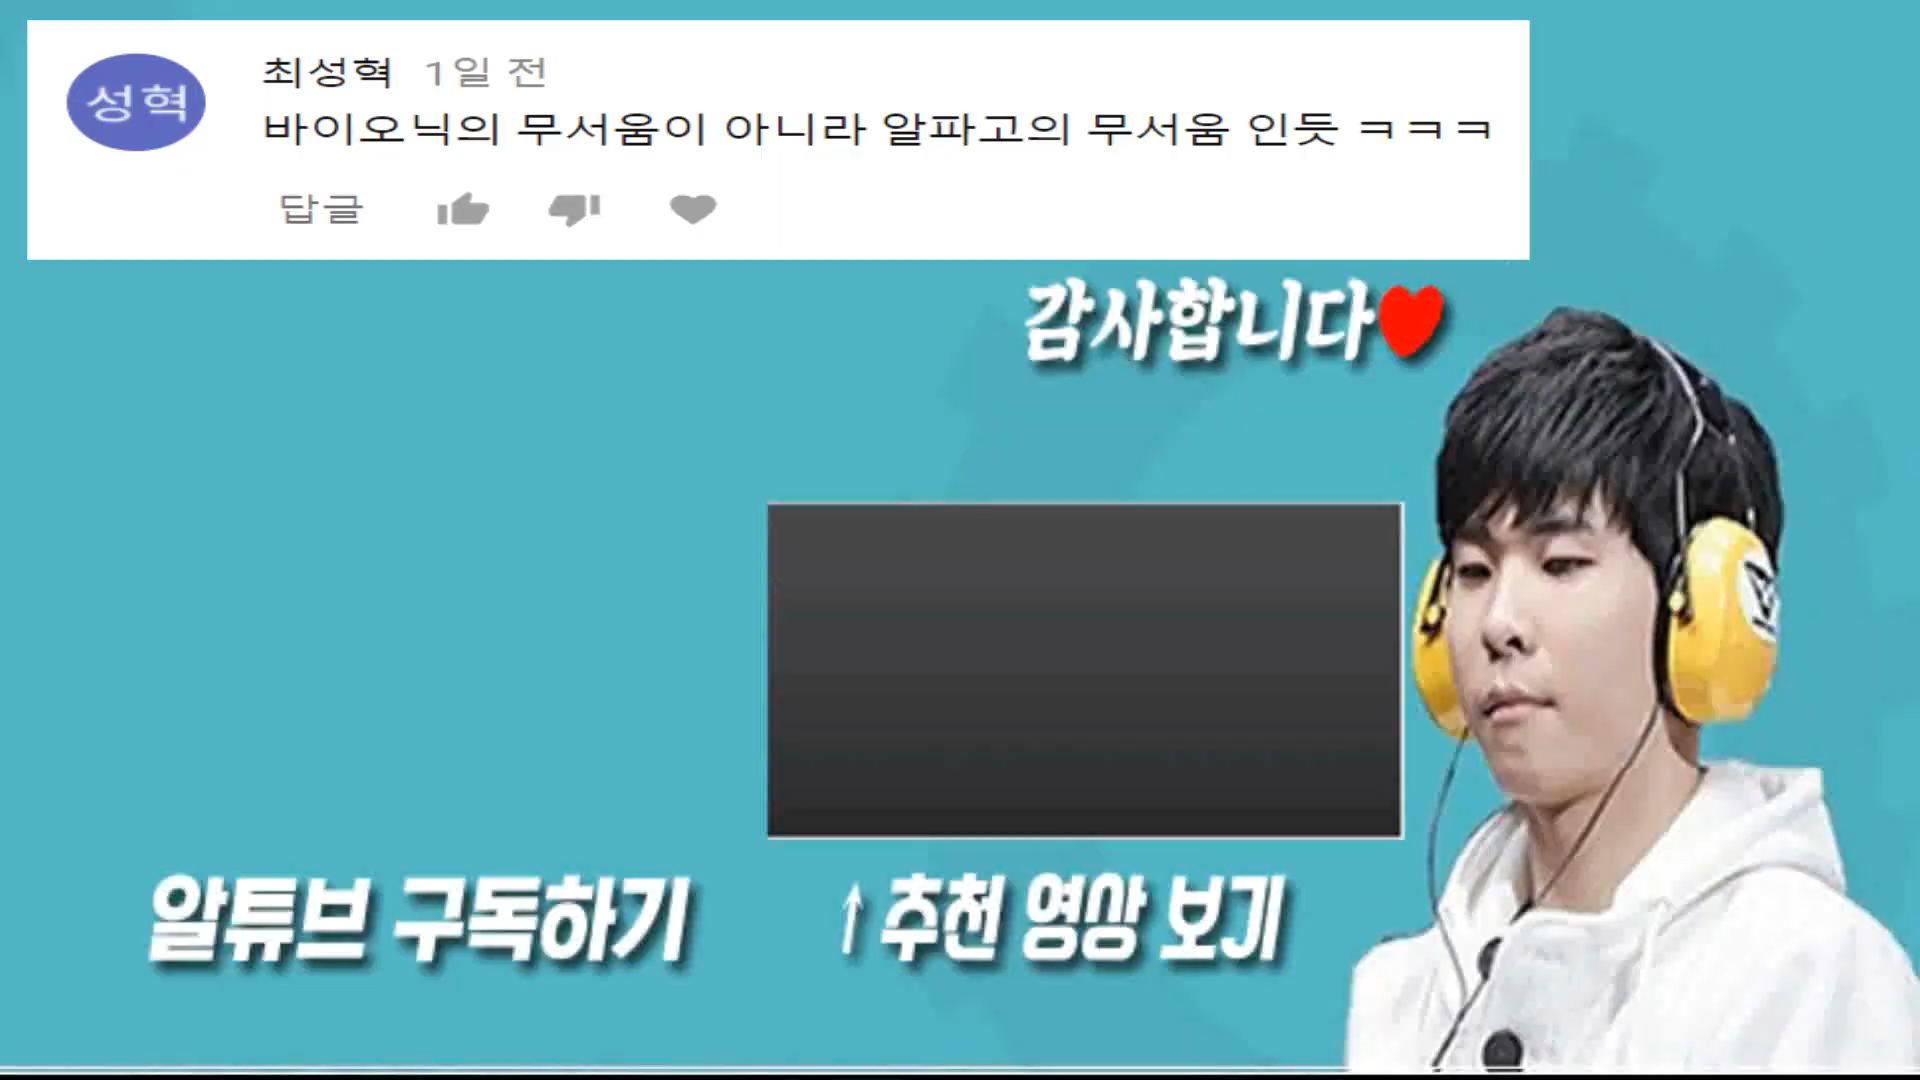 성혁
최성혁 1일 전
바이오닉의 무서움이 아니라 알파고의 무서움 인듯 ㅋㅋㅋ
답글
감사합니다♥
알튜브 구독하기
↑추천 영상 보기